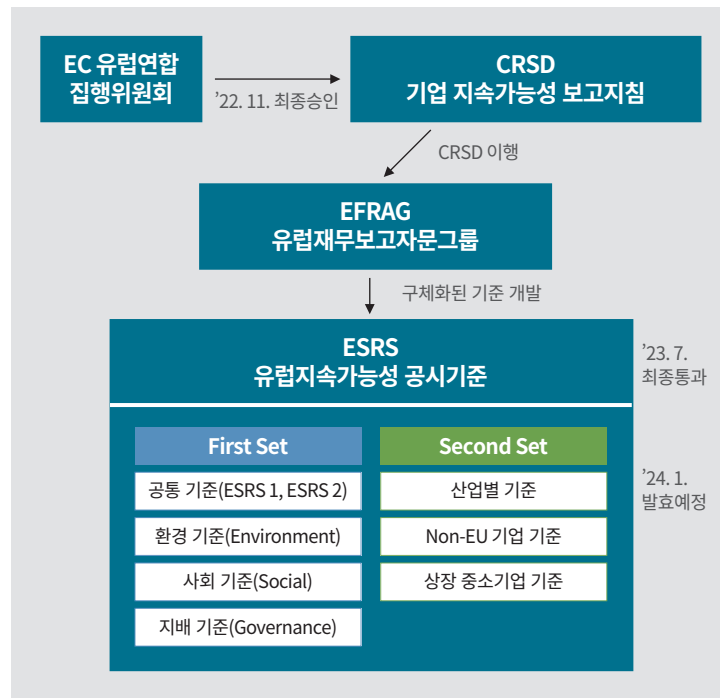 EC 유럽연합
집행위원회
’22. 11. 최종승인
CRSD
기업 지속가능성 보고지침
CRSD 이행
EFRAG
유럽재무보고자문그룹
구체화된 기준 개발
ESRS
유럽지속가능성 공시기준
’23. 7.
최종통과
First Set
공통 기준(ESRS 1, ESRS 2)
환경 기준(Environment)
사회 기준(Social)
지배 기준(Governance)
Second Set
산업별 기준
Non-EU 기업 기준
상장 중소기업 기준
’24. 1.
발효예정